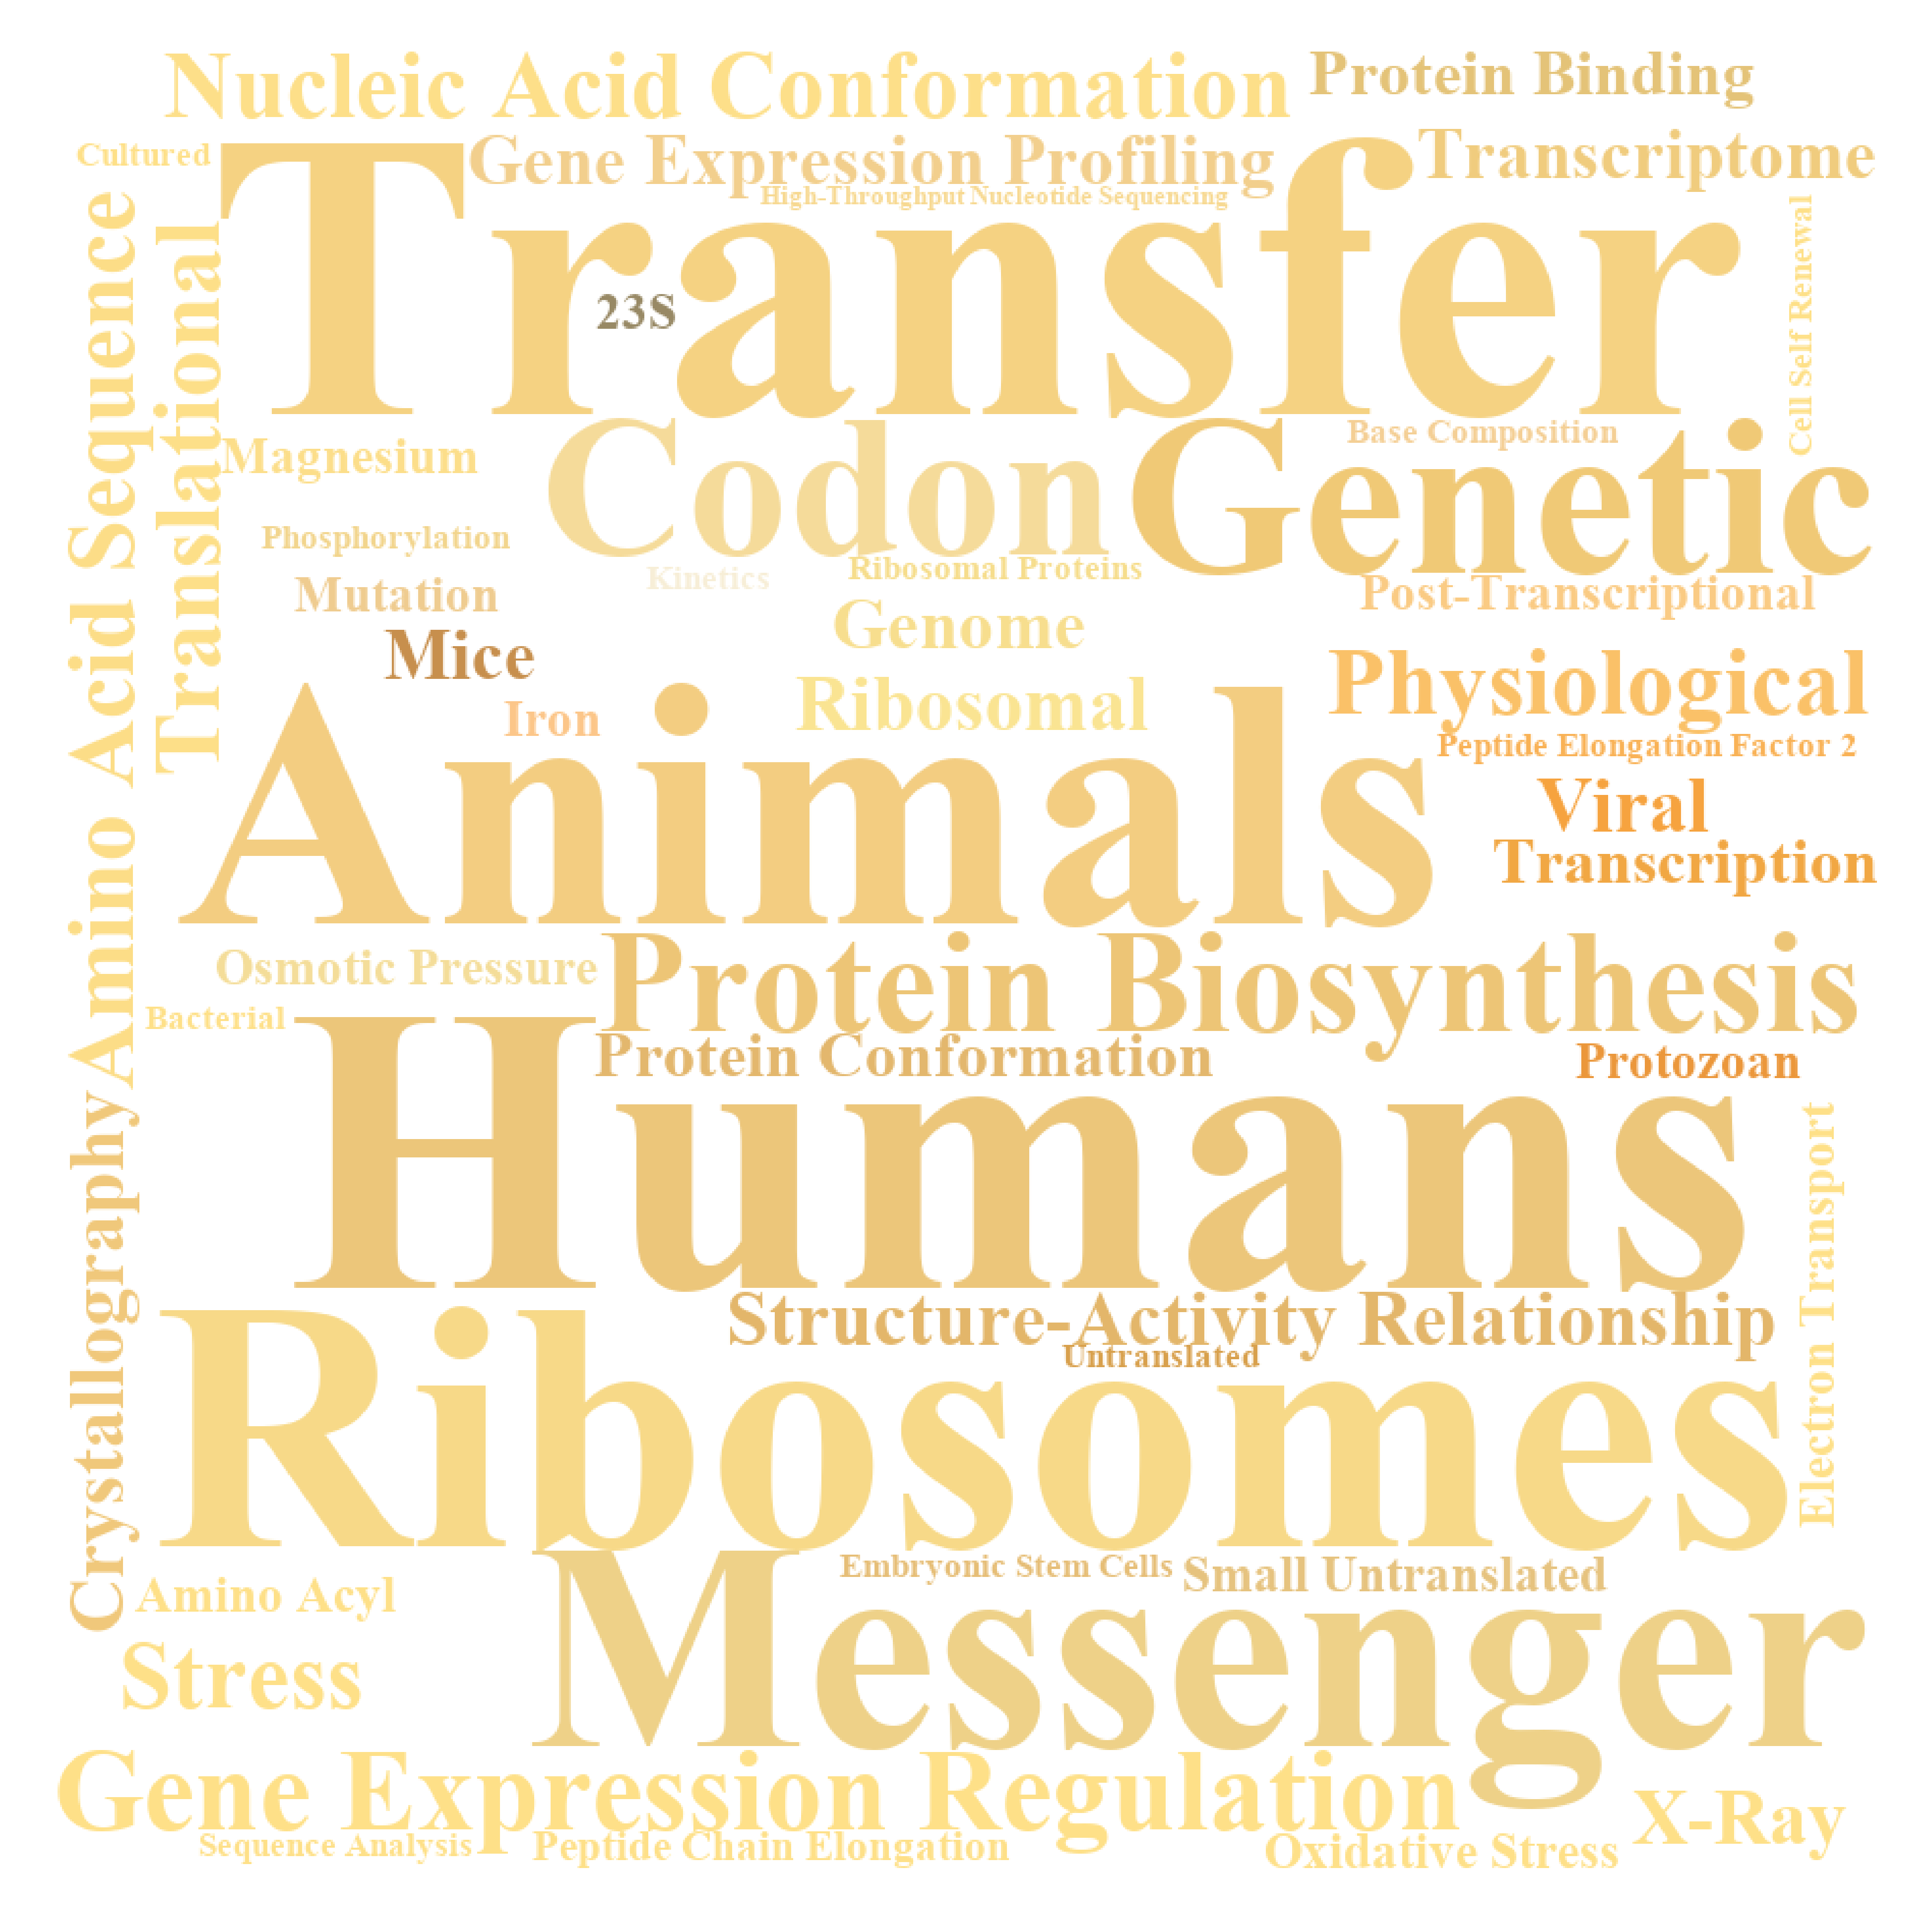 Nucleic Acid Conformation
Protein Binding
Cultured
Transfer
Gene Expression Profiling
Transcriptome
High-Throughput Nucleotide Sequencing
Amino Acid Sequence
Translational
Cell Self Renewal
23S
Magnesium
Codon
Base Composition
Genetic
Phosphorylation
Kinetics
Ribosomal Proteins
Mutation
Post-Transcriptional
Genome
Mice
Physiological
Iron
Ribosomal
Animals
Peptide Elongation Factor 2
Viral
Transcription
Osmotic Pressure
Protein Biosynthesis
Bacterial
Protein Conformation
Protozoan
Humans
Crystallography
Electron Transport
Structure-Activity Relationship
Untranslated
Ribosomes
Embryonic Stem Cells
Small Untranslated
Amino Acyl
Messenger
Stress
Gene Expression Regulation
X-Ray
Sequence Analysis
Peptide Chain Elongation
Oxidative Stress